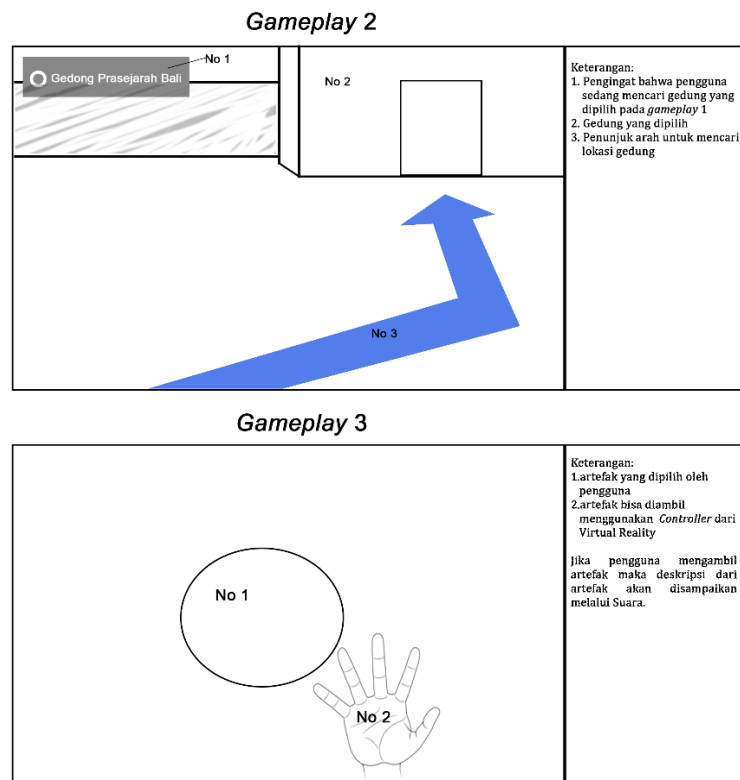 Gameplay 2
No 1
Gedong Prasejarah Bali
No 2
No 3
Keterangan:
1. Pengingat bahwa pengguna
sedang mencari gedung yang
dipilih pada gameplay 1
2. Gedung yang dipilih
3. Penunjuk arah untuk mencari
lokasi gedung
Gameplay 3
No 1
No 2
Keterangan:
1.artefak yang dipilih oleh
pengguna
2.artefak bisa diambil
menggunakan Controller dari
Virtual Reality
Jika pengguna mengambil
artefak maka deskripsi dari
artefak akan disampaikan
melalui Suara.